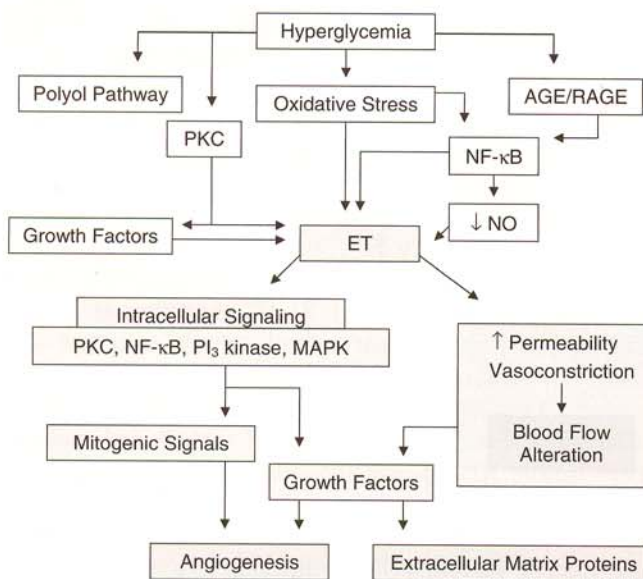 Hyperglycemia
Polyol Pathway
Oxidative Stress
AGE/RAGE
PKC
NF-κB
↓ NO
Growth Factors
ET
Intracellular Signaling
PKC, NF-κB, PI₃ kinase, MAPK
↑ Permeability
Vasoconstriction
Blood Flow
Alteration
Mitogenic Signals
Growth Factors
Angiogenesis
Extracellular Matrix Proteins